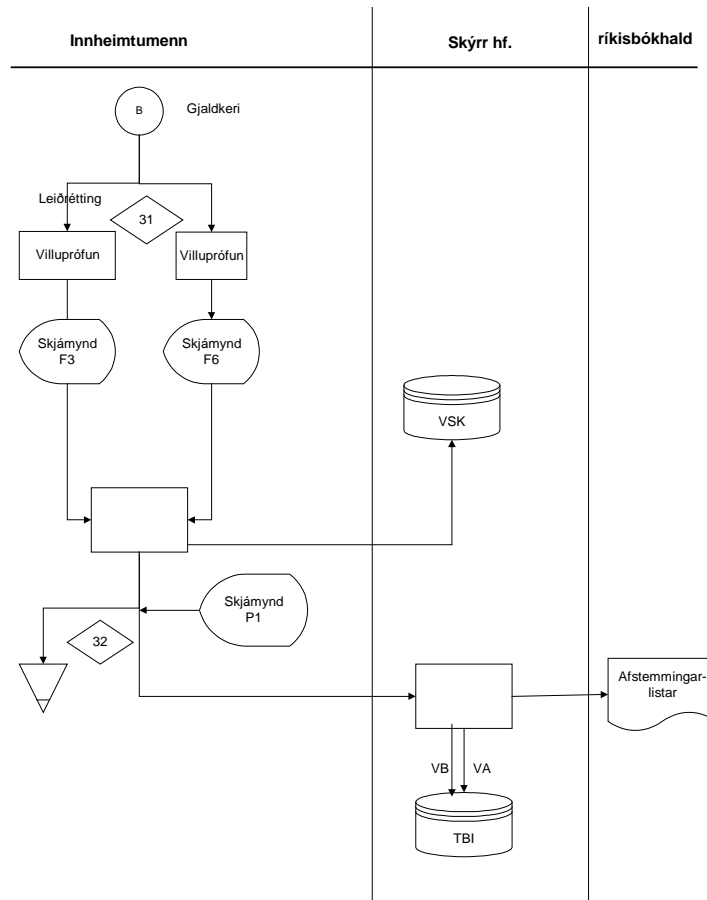 Innheimtumenn
Skýrr hf.
ríkisbókhald
B
Gjaldkeri
Leiðrétting
31
Villuprófun
Villuprófun
Skjámynd
F3
Skjámynd
F6
VSK
Skjámynd
P1
32
Afstemmingar-
listar
VB
VA
TBI